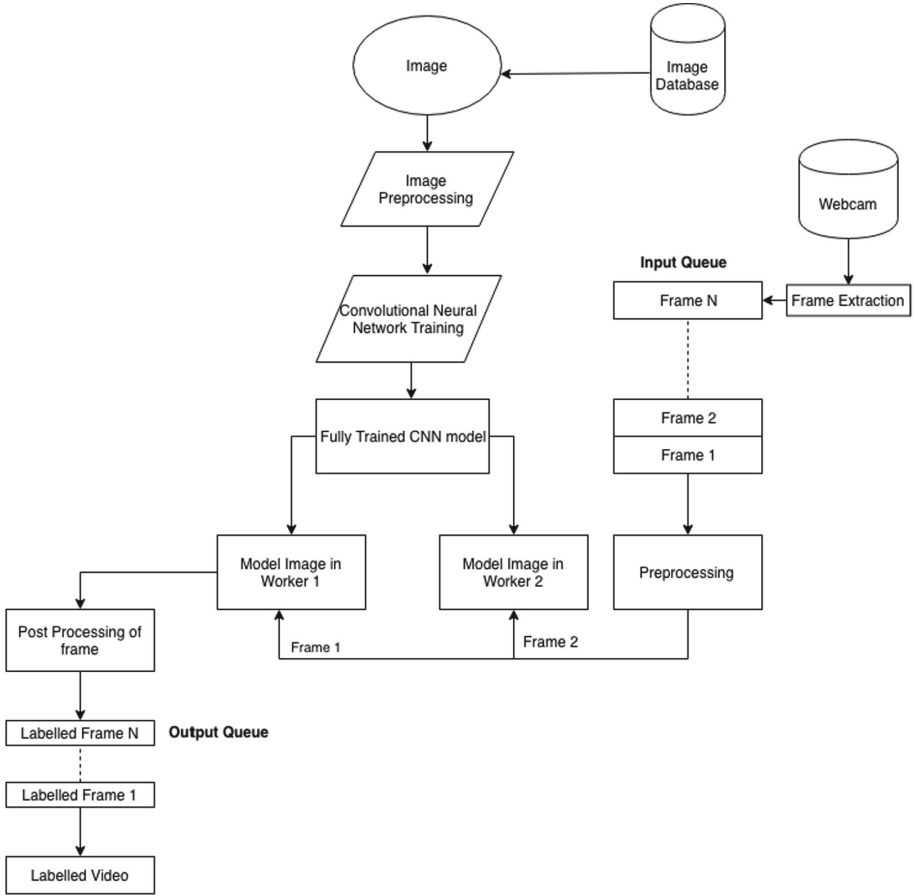 Image
Image
Database
Image
Preprocessing
Webcam
Input Queue
Frame N
Frame Extraction
Convolutional Neural
Network Training
Frame 2
Fully Trained CNN model
Frame 1
Model Image in
Worker 1
Model Image in
Worker 2
Preprocessing
Post Processing of
frame
Frame 1
Frame 2
Labelled Frame N
Output Queue
Labelled Frame 1
Labelled Video